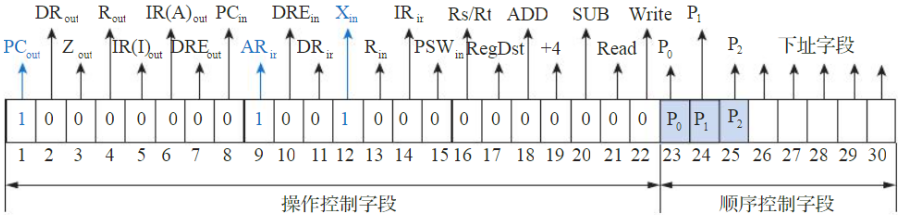 DRout Rout IR(A)out PCin DREin Xin IRir Rs/Rt ADD SUB Write P1
PCout Zout IR(I)out DREout ARir DRir Rin PSWin RegDst +4 Read P0 P2 下址字段
1 0 0 0 0 0 0 0 1 0 0 1 0 0 0 0 0 0 0 0 0 0 P0 P1 P2
1 2 3 4 5 6 7 8 9 10 11 12 13 14 15 16 17 18 19 20 21 22 23 24 25 26 27 28 29 30
操作控制字段 顺序控制字段